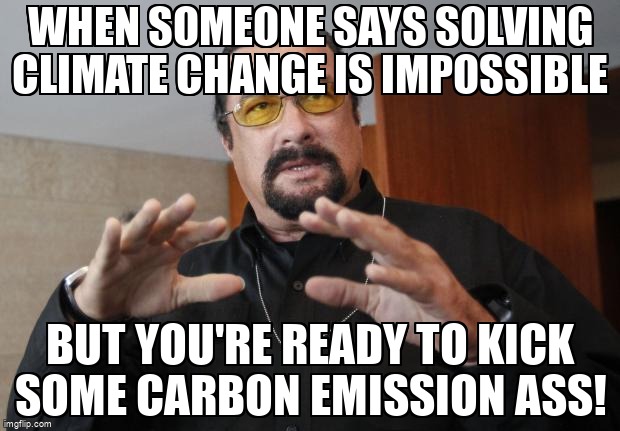 WHEN SOMEONE SAYS SOLVING
CLIMATE CHANGE IS IMPOSSIBLE
BUT YOU'RE READY TO KICK
SOME CARBON EMISSION ASS!
imgflip.com